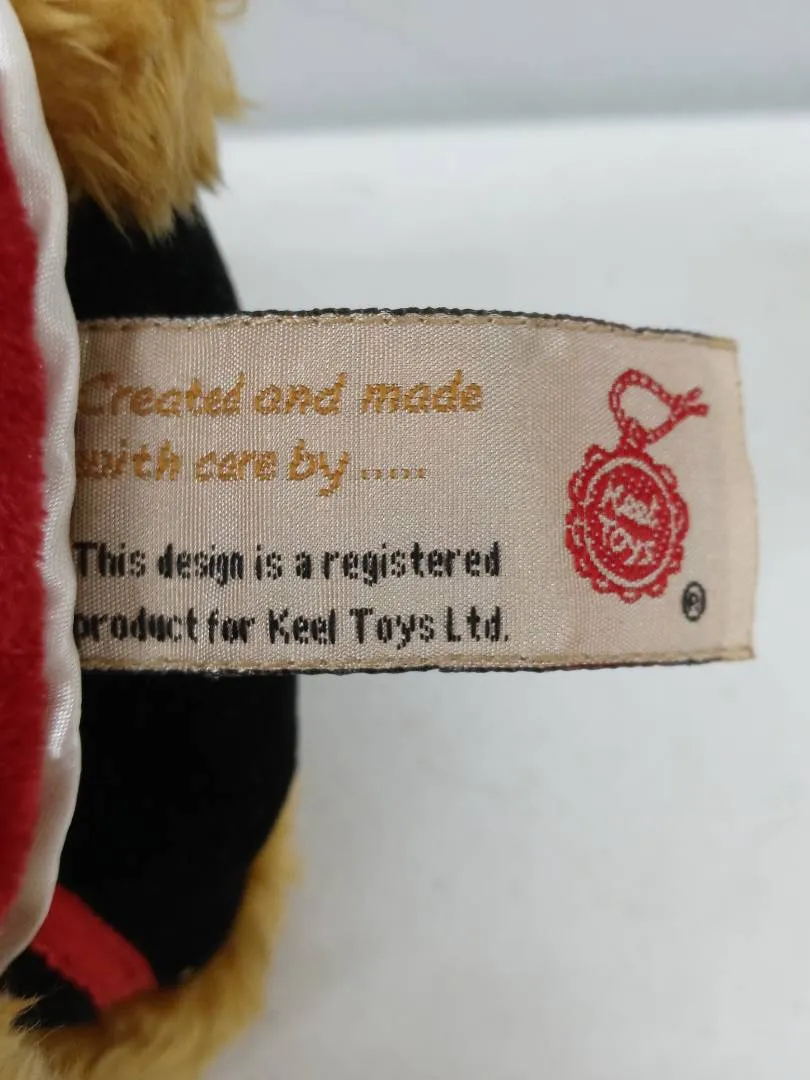 Created and made
with care by.....
This design is a registered
product for Keel Toys Ltd.
Keel
Toys
®